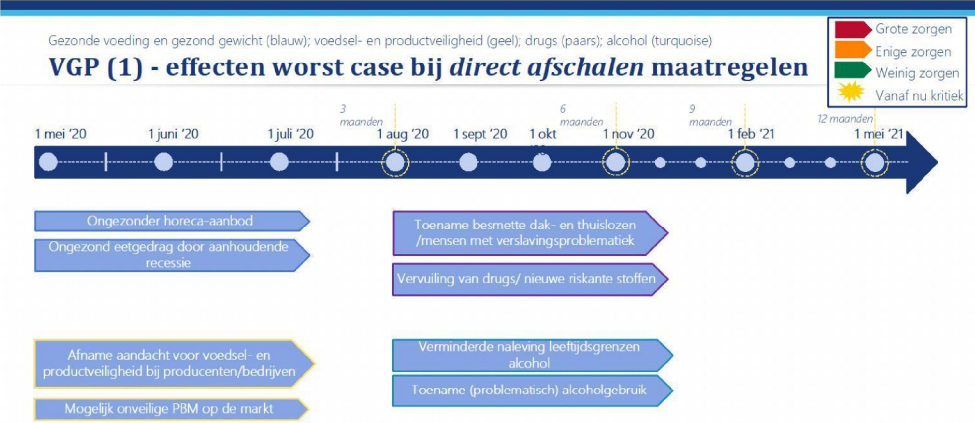 Gezonde voeding en gezond gewicht (blauw); voedsel- en productveiligheid (geel); drugs (paars); alcohol (turquoise)
VGP (1) - effecten worst case bij direct afschalen maatregelen
Grote zorgen
Enige zorgen
Weinig zorgen
Vanaf nu kritiek
3
maanden
6
maanden
9
maanden
12 maanden
1 mei '20
1 juni '20
1 juli '20
1 aug '20
1 sept '20
1 okt
1 nov '20
1 feb '21
1 mei '21
Ongezonder horeca-aanbod
Ongezond eetgedrag door aanhoudende
recessie
Toename besmette dak- en thuislozen
/mensen met verslavingsproblematiek
Vervuiling van drugs/ nieuwe riskante stoffen
Afname aandacht voor voedsel- en
productveiligheid bij producenten/bedrijven
Mogelijk onveilige PBM op de markt
Verminderde naleving leeftijdsgrenzen
alcohol
Toename (problematisch) alcoholgebruik